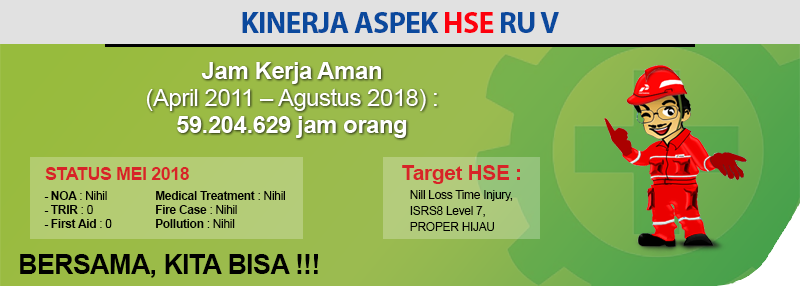 KINERJA ASPEK HSE RU V
Jam Kerja Aman
(April 2011 – Agustus 2018) :
59.204.629 jam orang
STATUS MEI 2018
- NOA : Nihil
- TRIR : 0
- First Aid : 0
Medical Treatment : Nihil
Fire Case : Nihil
Pollution : Nihil
Target HSE :
Nill Loss Time Injury,
ISRS8 Level 7,
PROPER HIJAU
BERSAMA, KITA BISA !!!